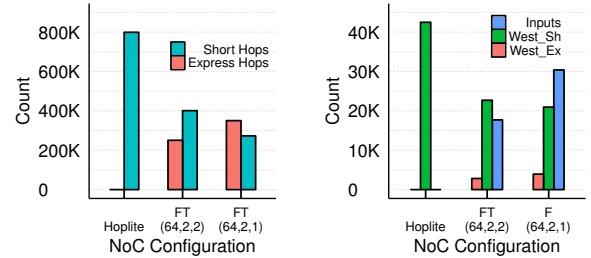 800K
600K
400K
200K
0
Count
Short Hops
Express Hops
Hoplite
FT
(64,2,2)
FT
(64,2,1)
NoC Configuration
40K
30K
20K
10K
0
Count
Inputs
West_Sh
West_Ex
Hoplite
FT
(64,2,2)
F
(64,2,1)
NoC Configuration